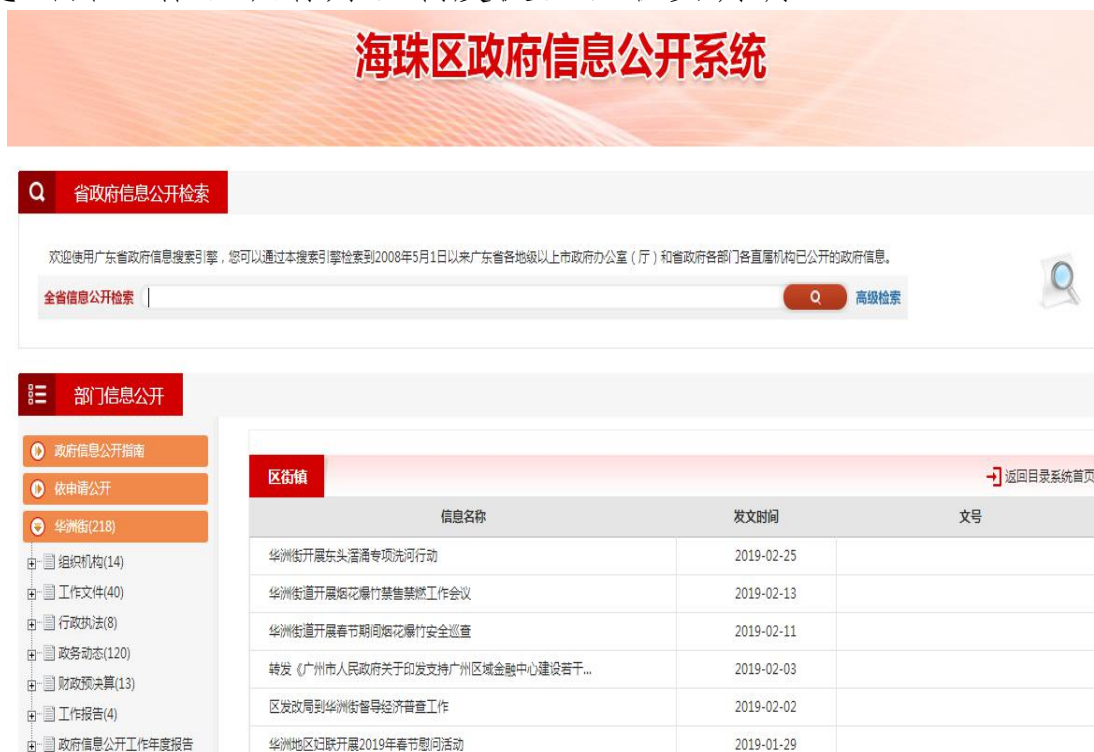 海珠区政府信息公开系统
省政府信息公开检索
欢迎使用广东省政府信息搜索引擎，您可以通过本搜索引擎检索到2008年5月1日以来广东省各地级以上市政府办公室（厅）和省政府各部门各直属机构已公开的政府信息。
全省信息公开检索 高级检索
部门信息公开
政府信息公开指南
依申请公开
华洲街(218)
组织机构(14)
工作文件(40)
行政执法(8)
政务动态(120)
财政预决算(13)
工作报告(4)
政府信息公开工作年度报告
区街镇 返回目录系统首页
信息名称 发文时间 文号
华洲街开展东头滘涌专项洗河行动 2019-02-25
华洲街道开展烟花爆竹禁售禁燃工作会议 2019-02-13
华洲街道开展春节期间烟花爆竹安全巡查 2019-02-11
转发《广州市人民政府关于印发支持广州区域金融中心建设若干... 2019-02-03
区发改局到华洲街督导经济普查工作 2019-02-02
华洲地区妇联开展2019年春节慰问活动 2019-01-29